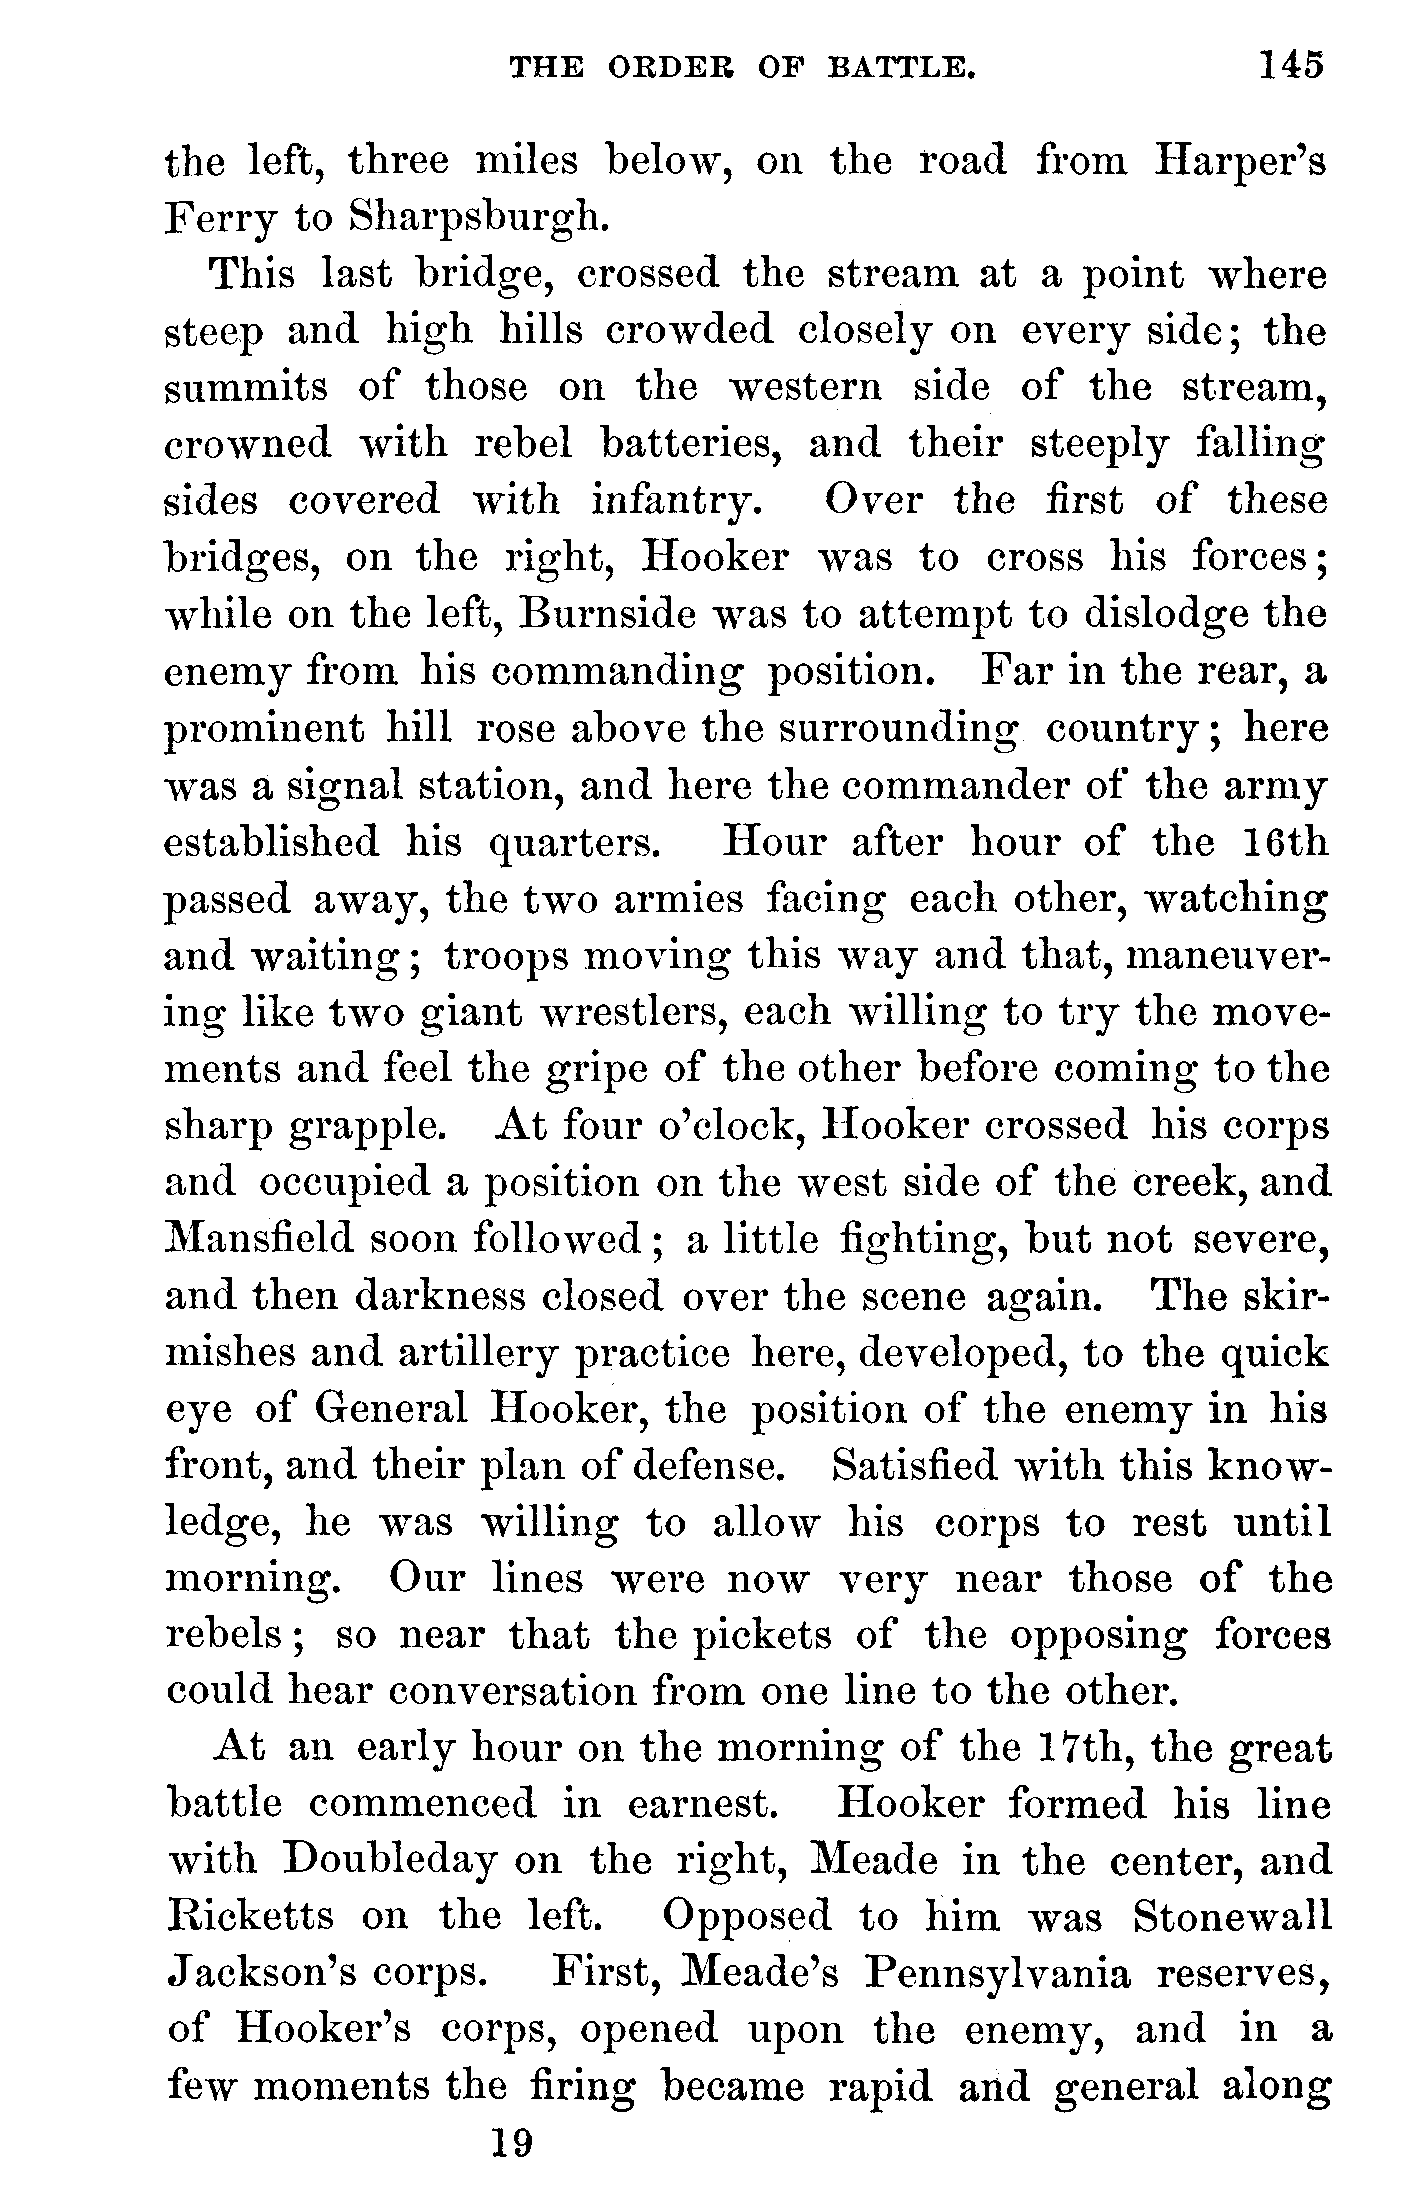 THE ORDER OF BATTLE. 145
the left, three miles below, on the road from Harper's
Ferry to Sharpsburgh.
This last bridge, crossed the stream at a point where
steep and high hills crowded closely on every side; the
summits of those on the western side of the stream,
crowned with rebel batteries, and their steeply falling
sides covered with infantry. Over the first of these
bridges, on the right, Hooker was to cross his forces;
while on the left, Burnside was to attempt to dislodge the
enemy from his commanding position. Far in the rear, a
prominent hill rose above the surrounding country; here
was a signal station, and here the commander of the army
established his quarters. Hour after hour of the 16th
passed away, the two armies facing each other, watching
and waiting; troops moving this way and that, maneuver-
ing like two giant wrestlers, each willing to try the move-
ments and feel the gripe of the other before coming to the
sharp grapple. At four o'clock, Hooker crossed his corps
and occupied a position on the west side of the creek, and
Mansfield soon followed; a little fighting, but not severe,
and then darkness closed over the scene again. The skir-
mishes and artillery practice here, developed, to the quick
eye of General Hooker, the position of the enemy in his
front, and their plan of defense. Satisfied with this know-
ledge, he was willing to allow his corps to rest until
morning. Our lines were now very near those of the
rebels; so near that the pickets of the opposing forces
could hear conversation from one line to the other.
At an early hour on the morning of the 17th, the great
battle commenced in earnest. Hooker formed his line
with Doubleday on the right, Meade in the center, and
Ricketts on the left. Opposed to him was Stonewall
Jackson's corps. First, Meade's Pennsylvania reserves,
of Hooker's corps, opened upon the enemy, and in a
few moments the firing became rapid and general along
19